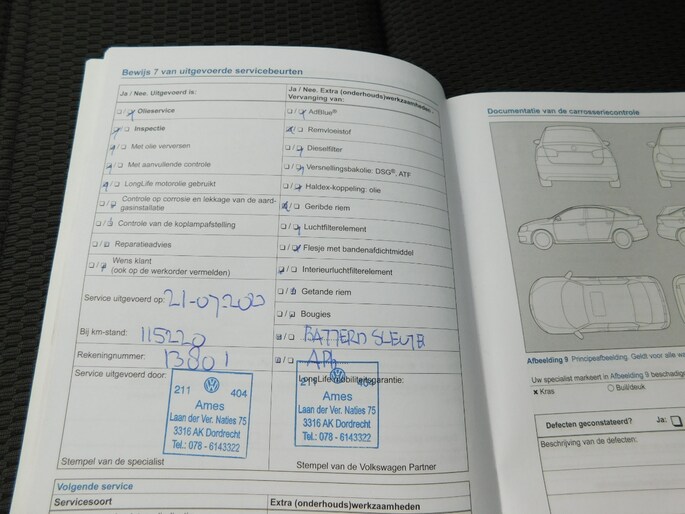 Bewijs 7 van uitgevoerde servicebeurten
Ja / Nee. Uitgevoerd is:
Olieservice
Inspectie
Met olie verversen
Met aanvullende controle
LongLife motorolie gebruikt
Controle op corrosie en lekkage van de aard-
gasinstallatie
Controle van de koplampafstelling
Reparatieadvies
Wens klant
(ook op de werkorder vermelden)
Service uitgevoerd op: 21-07-2020
Bij km-stand: 115220
Rekeningnummer: 13801
Service uitgevoerd door:
211 404
Ames
Laan der Ver. Naties 75
3316 AK Dordrecht
Tel.: 078 - 6143322
Stempel van de specialist
Ja / Nee. Extra (onderhouds)werkzaamheden -
Vervanging van:
AdBlue®
Remvloeistof
Dieselfilter
Versnellingsbakolie: DSG®, ATF
Haldex-koppeling: olie
Geribde riem
Luchtfilterelement
Flesje met bandenafdichtmiddel
Interieurluchtfilterelement
Getande riem
Bougies
BATTERIJ SLEUTEL
LongLife mobiliteitsgarantie:
211 404
Ames
Laan der Ver. Naties 75
3316 AK Dordrecht
Tel.: 078 - 6143322
Stempel van de Volkswagen Partner
Volgende service
Servicesoort
Extra (onderhouds)werkzaamheden
Documentatie van de carrosseriecontrole
Afbeelding 9 Principeafbeelding. Geldt voor alle
Uw specialist markeert in Afbeelding 9
x Kras
Buil/deuk
Defecten geconstateerd? Ja:
Beschrijving van de defecten: